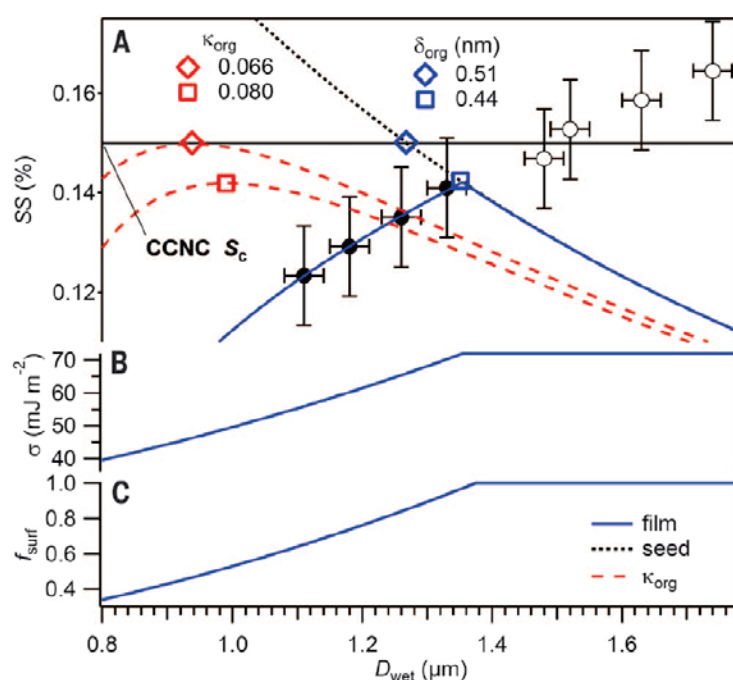 A
κorg
0.066
0.080
δorg (nm)
0.51
0.44
0.16
0.14
0.12
SS (%)
CCNC Sc
B
70
60
50
40
σ (mJ m-2)
C
1.0
0.8
0.6
0.4
fsurf
film
seed
κorg
0.8 1.0 1.2 1.4 1.6
Dwet (μm)